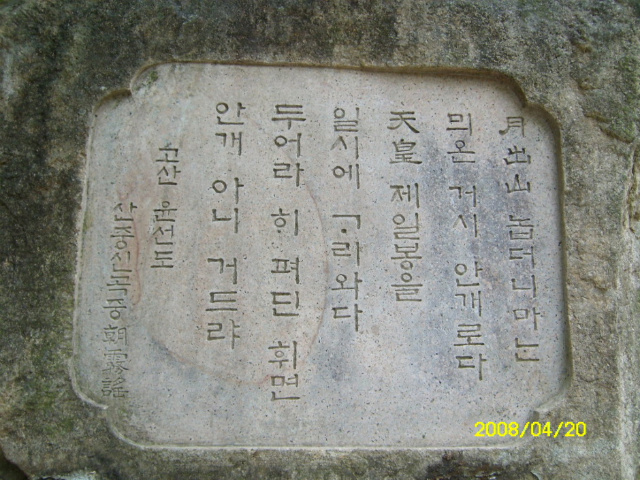 月出山 놉더니마는
믜온 거시 안개로다
天皇 제일봉을
일시에 ᄀᆞ리와다
두어라 히 펴딘 휘면
안개 아니 거드랴
고산 윤선도
산중신곡중 朝霧謠
2008/04/20